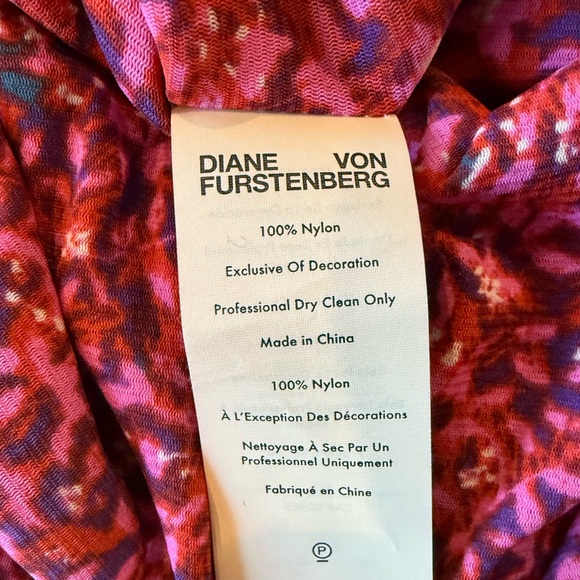 DIANE VON
FURSTENBERG
100% Nylon
Exclusive Of Decoration
Professional Dry Clean Only
Made in China
100% Nylon
À L'Exception Des Décorations
Nettoyage À Sec Par Un
Professionnel Uniquement
Fabriqué en Chine
P